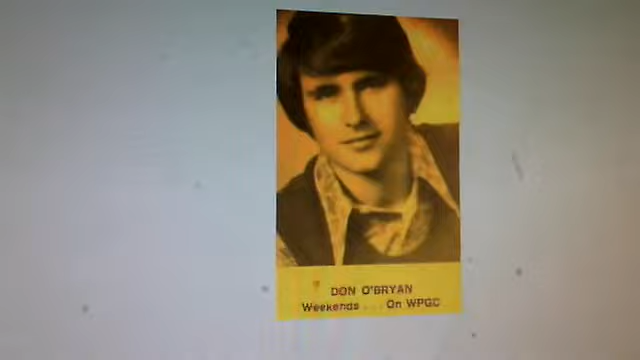 DON O'BRYAN
Weekends . . . On WPGC